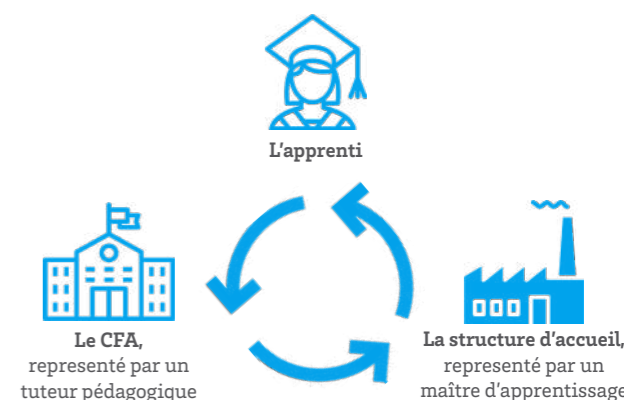 L'apprenti
Le CFA,
representé par un
tuteur pédagogique
La structure d'accueil,
representé par un
maître d'apprentissage